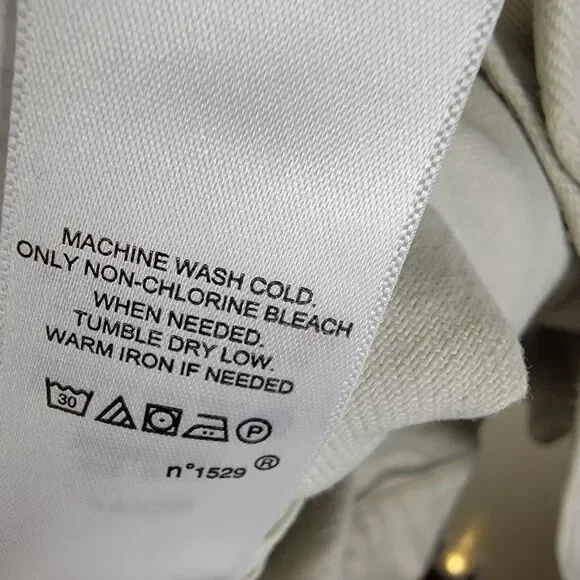 MACHINE WASH COLD.
ONLY NON-CHLORINE BLEACH
WHEN NEEDED.
TUMBLE DRY LOW.
WARM IRON IF NEEDED
30 P
n°1529 ®